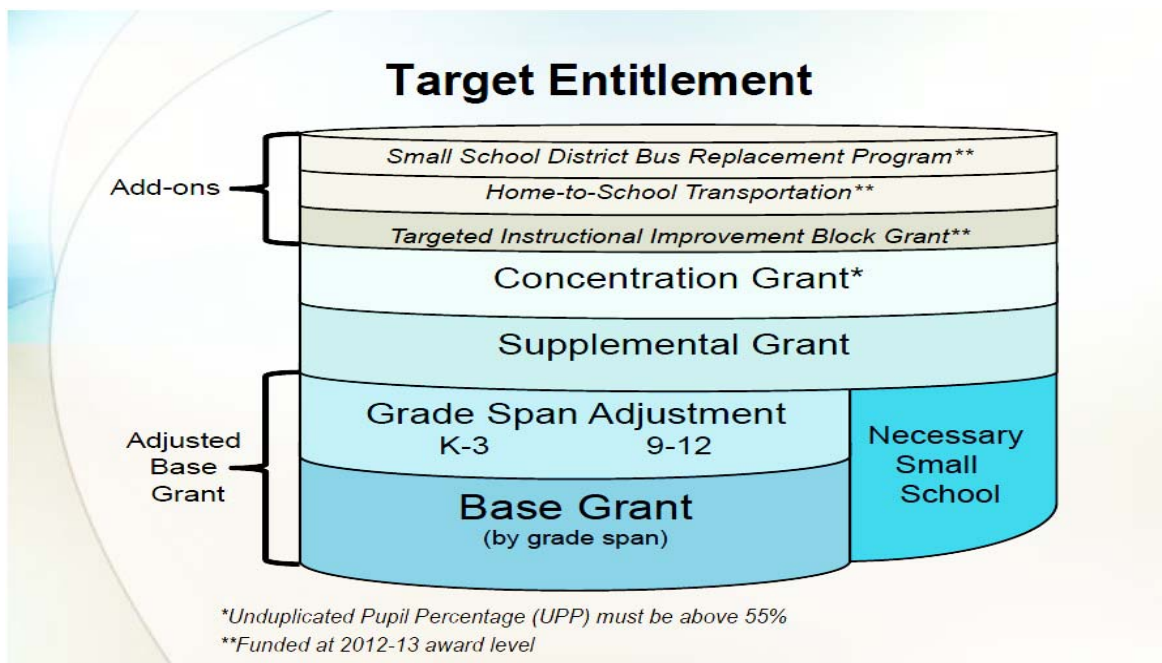 Target Entitlement
Add-ons
Small School District Bus Replacement Program**
Home-to-School Transportation**
Targeted Instructional Improvement Block Grant**
Concentration Grant*
Supplemental Grant
Adjusted
Base
Grant
Grade Span Adjustment
K-3 9-12
Base Grant
(by grade span)
Necessary
Small
School
*Unduplicated Pupil Percentage (UPP) must be above 55%
**Funded at 2012-13 award level